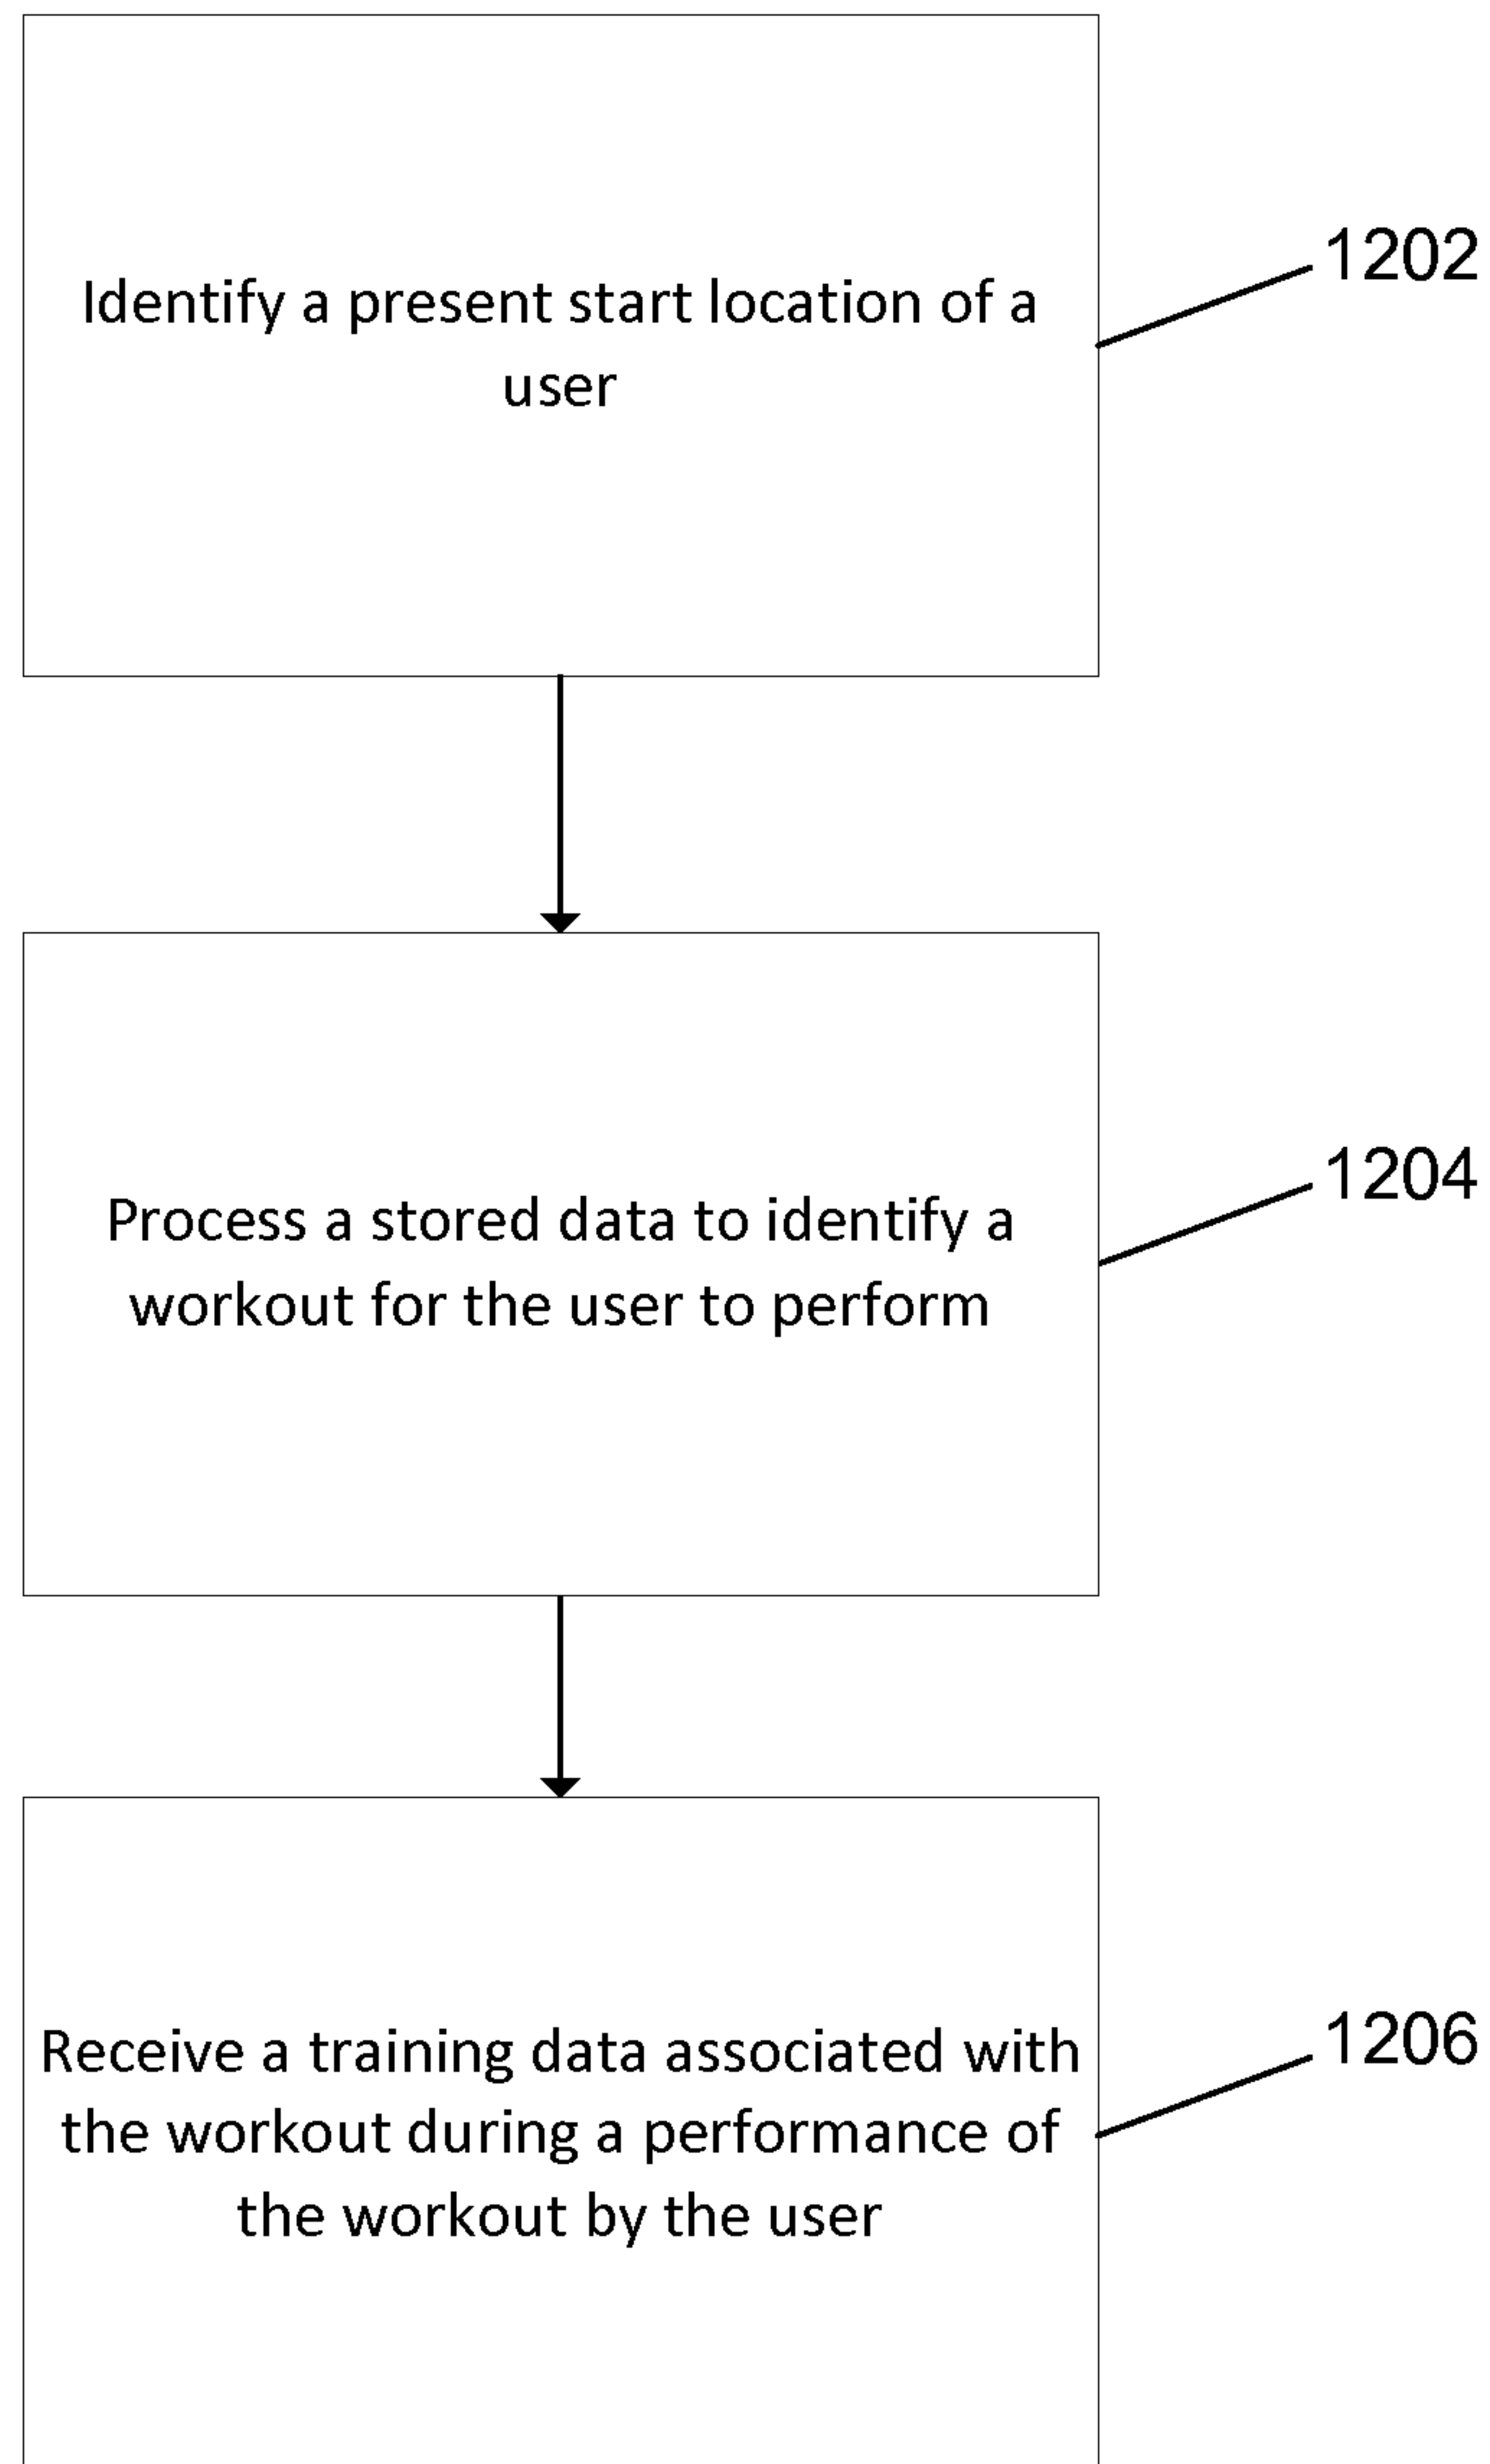 Identify a present start location of a
user
1202
Process a stored data to identify a
workout for the user to perform
1204
Receive a training data associated with
the workout during a performance of
the workout by the user
1206